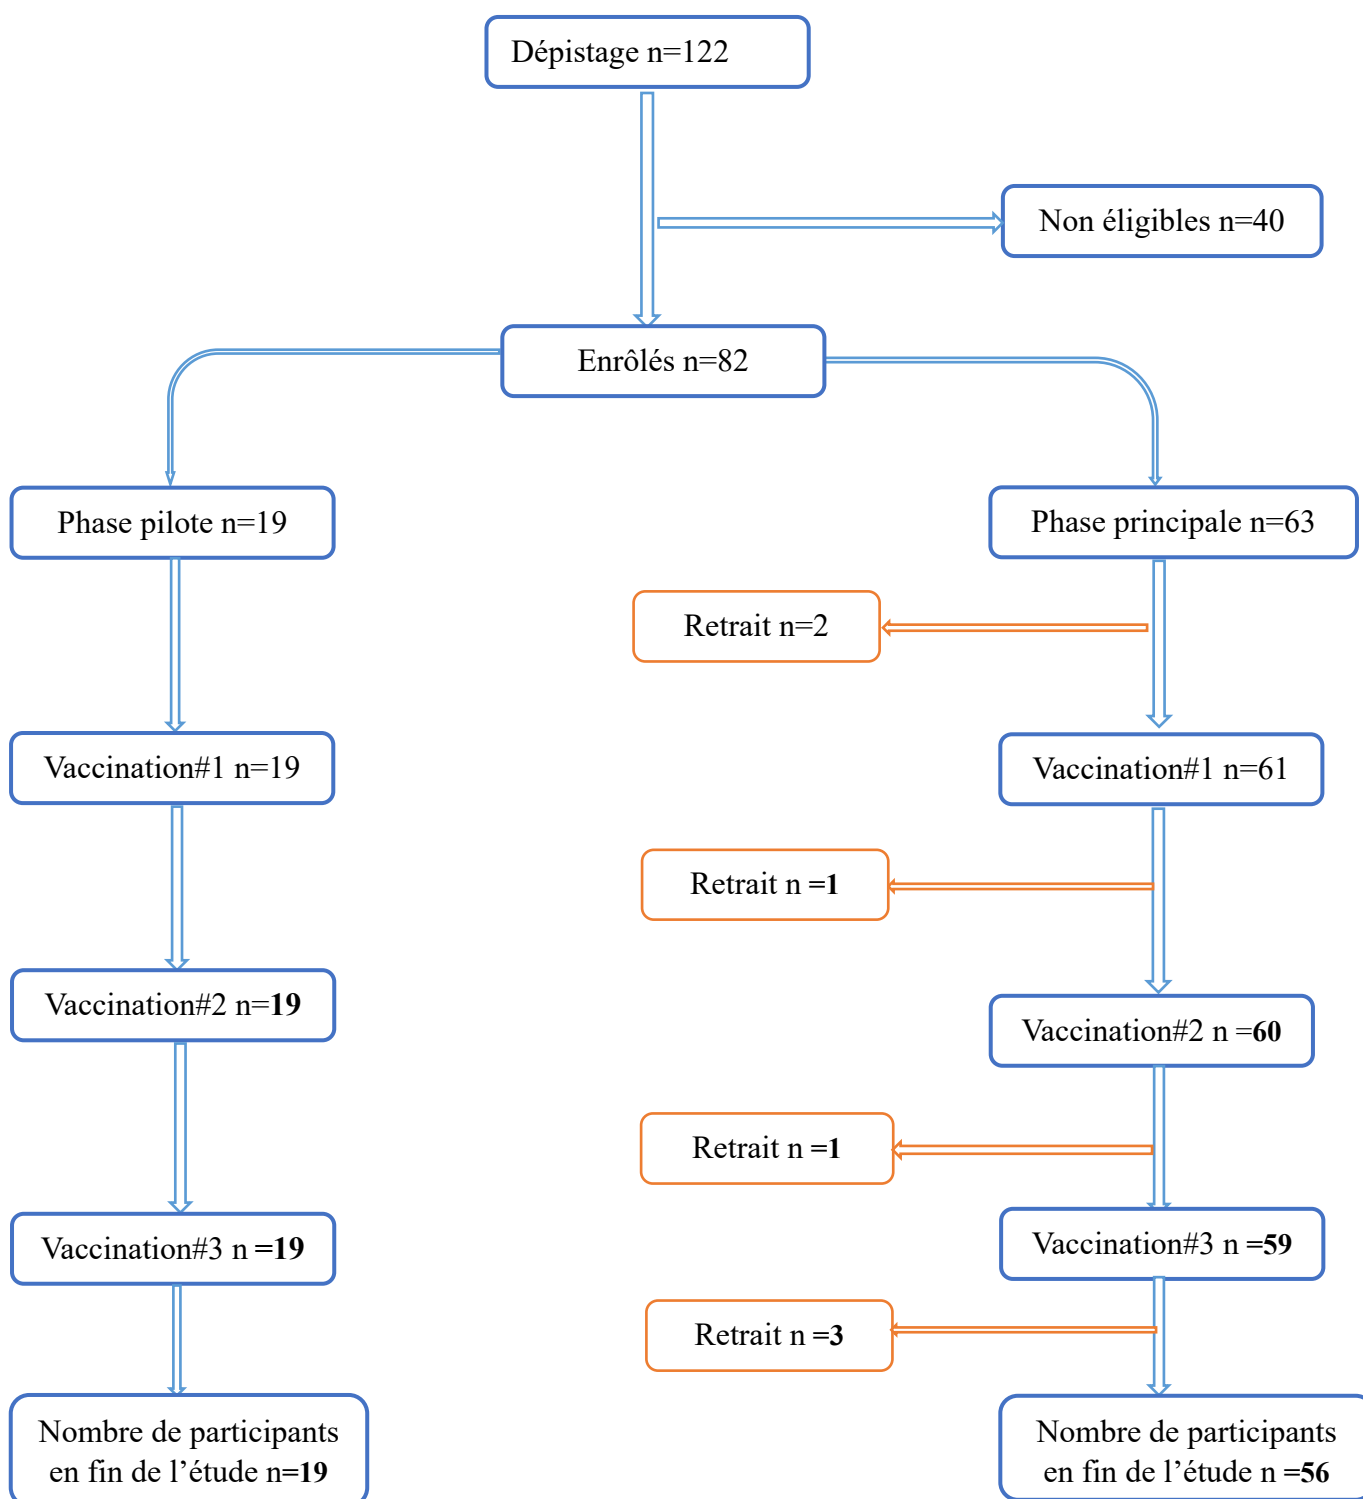 Dépistage n=122
Non éligibles n=40
Enrôlés n=82
Phase pilote n=19
Phase principale n=63
Retrait n=2
Vaccination#1 n=19
Vaccination#1 n=61
Retrait n =1
Vaccination#2 n=19
Vaccination#2 n =60
Retrait n =1
Vaccination#3 n =19
Vaccination#3 n =59
Retrait n =3
Nombre de participants
en fin de l’étude n=19
Nombre de participants
en fin de l’étude n =56